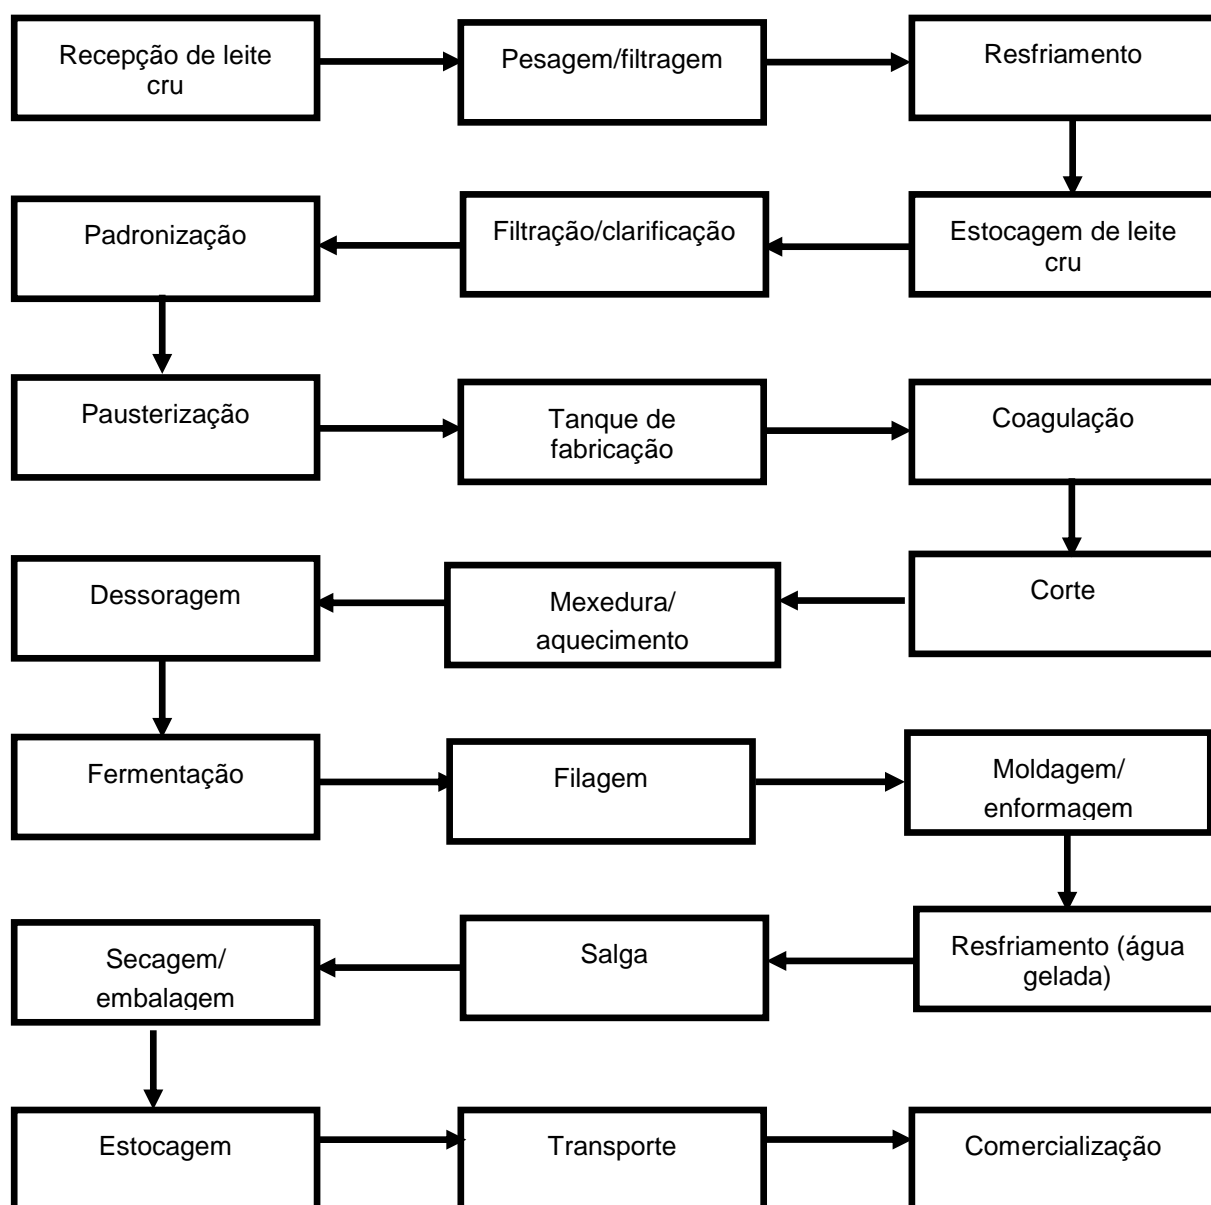 Recepção de leite
cru
Pesagem/filtragem
Resfriamento
Padronização
Filtração/clarificação
Estocagem de leite
cru
Pausterização
Tanque de
fabricação
Coagulação
Dessoragem
Mexedura/
aquecimento
Corte
Fermentação
Filagem
Moldagem/
enformagem
Secagem/
embalagem
Salga
Resfriamento (água
gelada)
Estocagem
Transporte
Comercialização